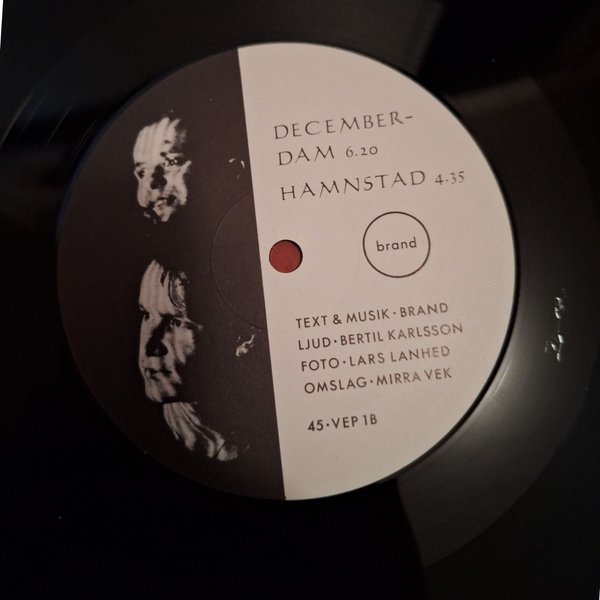 DECEMBER-
DAM 6.20
HAMNSTAD 4.35
brand
TEXT & MUSIK · BRAND
LJUD · BERTIL KARLSSON
FOTO · LARS LANHED
OMSLAG · MIRRA VEK
45 · VEP 1B